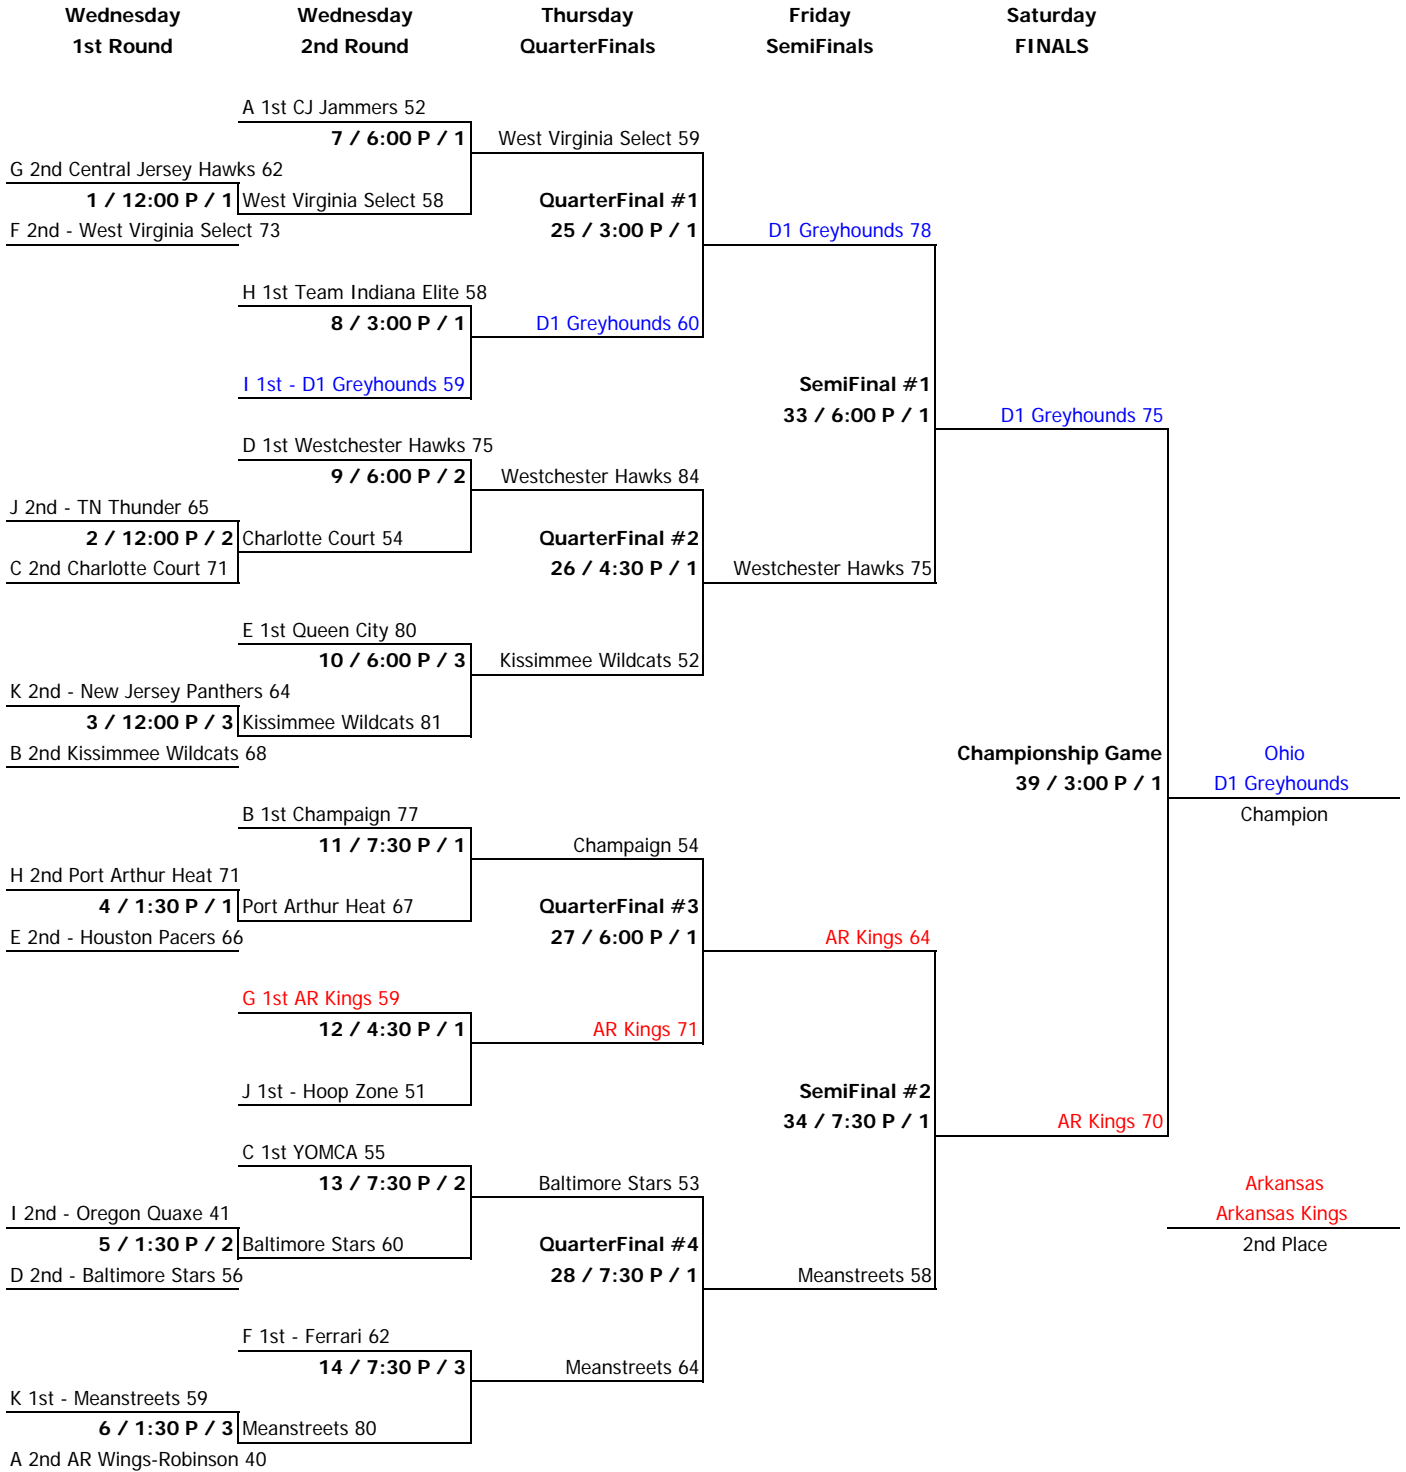 Wednesday Wednesday Thursday Friday Saturday
1st Round 2nd Round QuarterFinals SemiFinals FINALS
A 1st CJ Jammers 52
7 / 6:00 P / 1 West Virginia Select 59
G 2nd Central Jersey Hawks 62
1 / 12:00 P / 1 West Virginia Select 58 QuarterFinal #1
F 2nd - West Virginia Select 73 25 / 3:00 P / 1 D1 Greyhounds 78
H 1st Team Indiana Elite 58
8 / 3:00 P / 1 D1 Greyhounds 60
I 1st - D1 Greyhounds 59 SemiFinal #1
33 / 6:00 P / 1 D1 Greyhounds 75
D 1st Westchester Hawks 75
9 / 6:00 P / 2 Westchester Hawks 84
J 2nd - TN Thunder 65
2 / 12:00 P / 2 Charlotte Court 54 QuarterFinal #2
C 2nd Charlotte Court 71 26 / 4:30 P / 1 Westchester Hawks 75
E 1st Queen City 80
10 / 6:00 P / 3 Kissimmee Wildcats 52
K 2nd - New Jersey Panthers 64
3 / 12:00 P / 3 Kissimmee Wildcats 81
B 2nd Kissimmee Wildcats 68 Championship Game Ohio
39 / 3:00 P / 1 D1 Greyhounds
B 1st Champaign 77 Champion
11 / 7:30 P / 1 Champaign 54
H 2nd Port Arthur Heat 71
4 / 1:30 P / 1 Port Arthur Heat 67 QuarterFinal #3
E 2nd - Houston Pacers 66 27 / 6:00 P / 1 AR Kings 64
G 1st AR Kings 59
12 / 4:30 P / 1 AR Kings 71
J 1st - Hoop Zone 51 SemiFinal #2
34 / 7:30 P / 1 AR Kings 70
C 1st YOMCA 55
13 / 7:30 P / 2 Baltimore Stars 53 Arkansas
I 2nd - Oregon Quaxe 41 Arkansas Kings
5 / 1:30 P / 2 Baltimore Stars 60 QuarterFinal #4 2nd Place
D 2nd - Baltimore Stars 56 28 / 7:30 P / 1 Meanstreets 58
F 1st - Ferrari 62
14 / 7:30 P / 3 Meanstreets 64
K 1st - Meanstreets 59
6 / 1:30 P / 3 Meanstreets 80
A 2nd AR Wings-Robinson 40